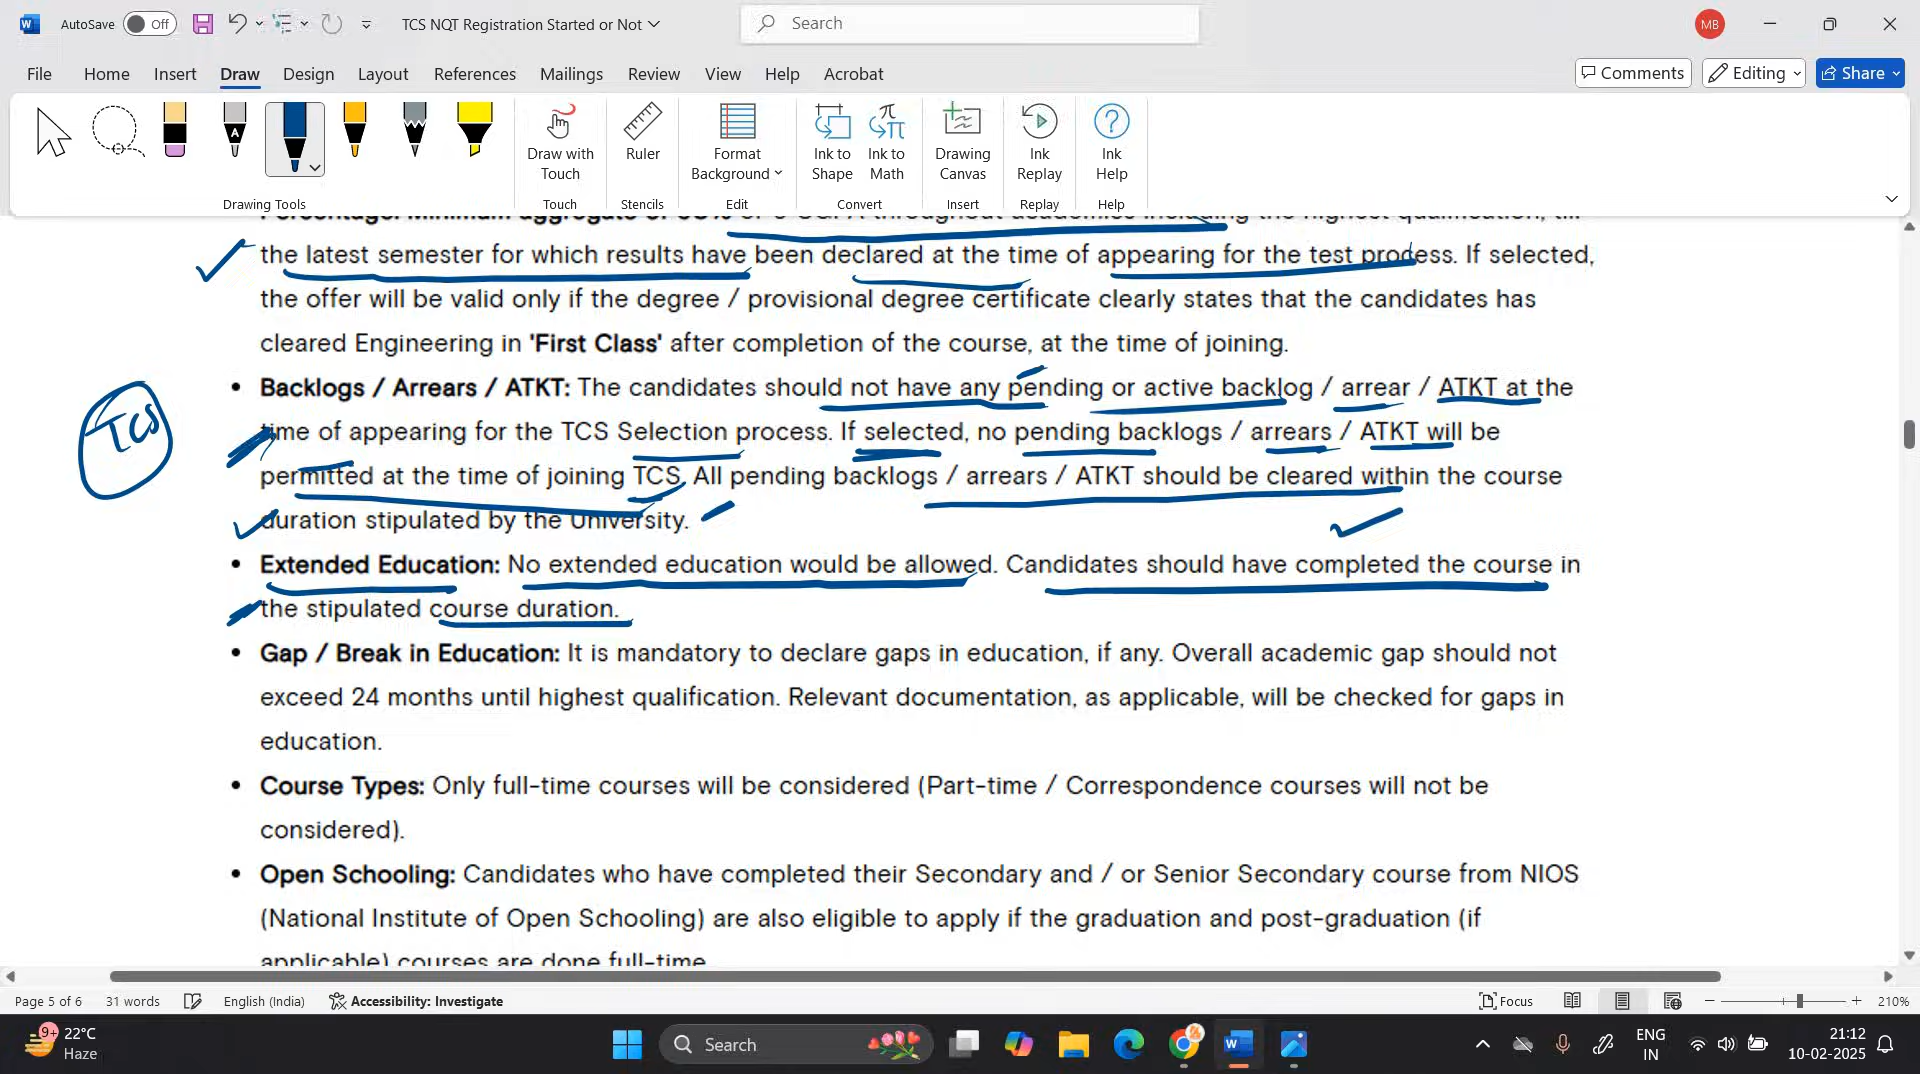 AutoSave Off TCS NQT Registration Started or Not Search MB
File Home Insert Draw Design Layout References Mailings Review View Help Acrobat Comments Editing Share
A
Draw with Touch Ruler Format Background Ink to Shape Ink to Math Drawing Canvas Ink Replay Ink Help
Drawing Tools Touch Stencils Edit Convert Insert Replay Help
the latest semester for which results have been declared at the time of appearing for the test process. If selected,
the offer will be valid only if the degree / provisional degree certificate clearly states that the candidates has
cleared Engineering in 'First Class' after completion of the course, at the time of joining.
• Backlogs / Arrears / ATKT: The candidates should not have any pending or active backlog / arrear / ATKT at the
TCS
time of appearing for the TCS Selection process. If selected, no pending backlogs / arrears / ATKT will be
permitted at the time of joining TCS. All pending backlogs / arrears / ATKT should be cleared within the course
duration stipulated by the University.
• Extended Education: No extended education would be allowed. Candidates should have completed the course in
the stipulated course duration.
• Gap / Break in Education: It is mandatory to declare gaps in education, if any. Overall academic gap should not
exceed 24 months until highest qualification. Relevant documentation, as applicable, will be checked for gaps in
education.
• Course Types: Only full-time courses will be considered (Part-time / Correspondence courses will not be
considered).
• Open Schooling: Candidates who have completed their Secondary and / or Senior Secondary course from NIOS
(National Institute of Open Schooling) are also eligible to apply if the graduation and post-graduation (if
applicable) courses are done full-time.
Page 5 of 6 31 words English (India) Accessibility: Investigate Focus 210%
9+ 22°C Search ENG 21:12
Haze IN 10-02-2025